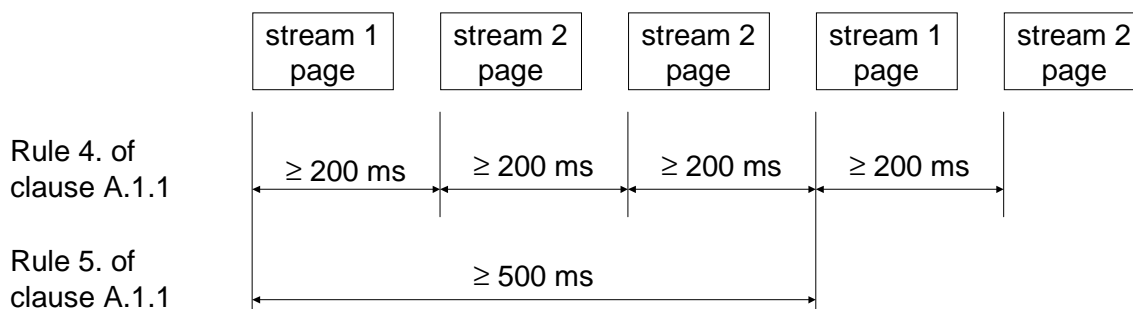 stream 1
page
stream 2
page
stream 2
page
stream 1
page
stream 2
page
Rule 4. of
clause A.1.1
≥ 200 ms
≥ 200 ms
≥ 200 ms
≥ 200 ms
Rule 5. of
clause A.1.1
≥ 500 ms